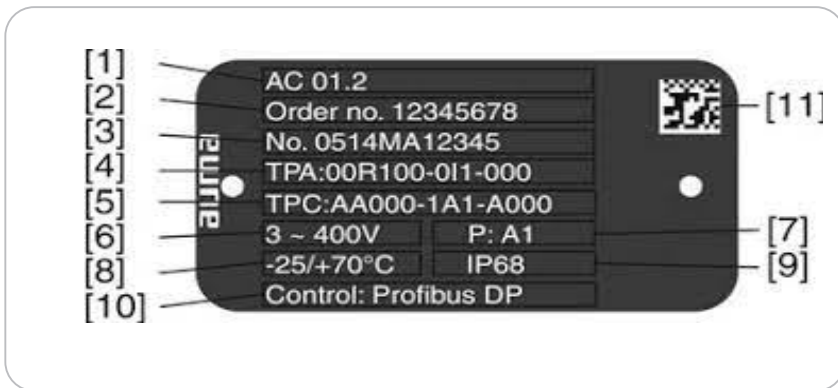 [1] AC 01.2
[2] Order no. 12345678
[3] No. 0514MA12345
[4] TPA:00R100-0I1-000
[5] TPC:AA000-1A1-A000
[6] 3 ~ 400V P: A1 [7]
[8] -25/+70°C IP68 [9]
[10] Control: Profibus DP
[11]
auma